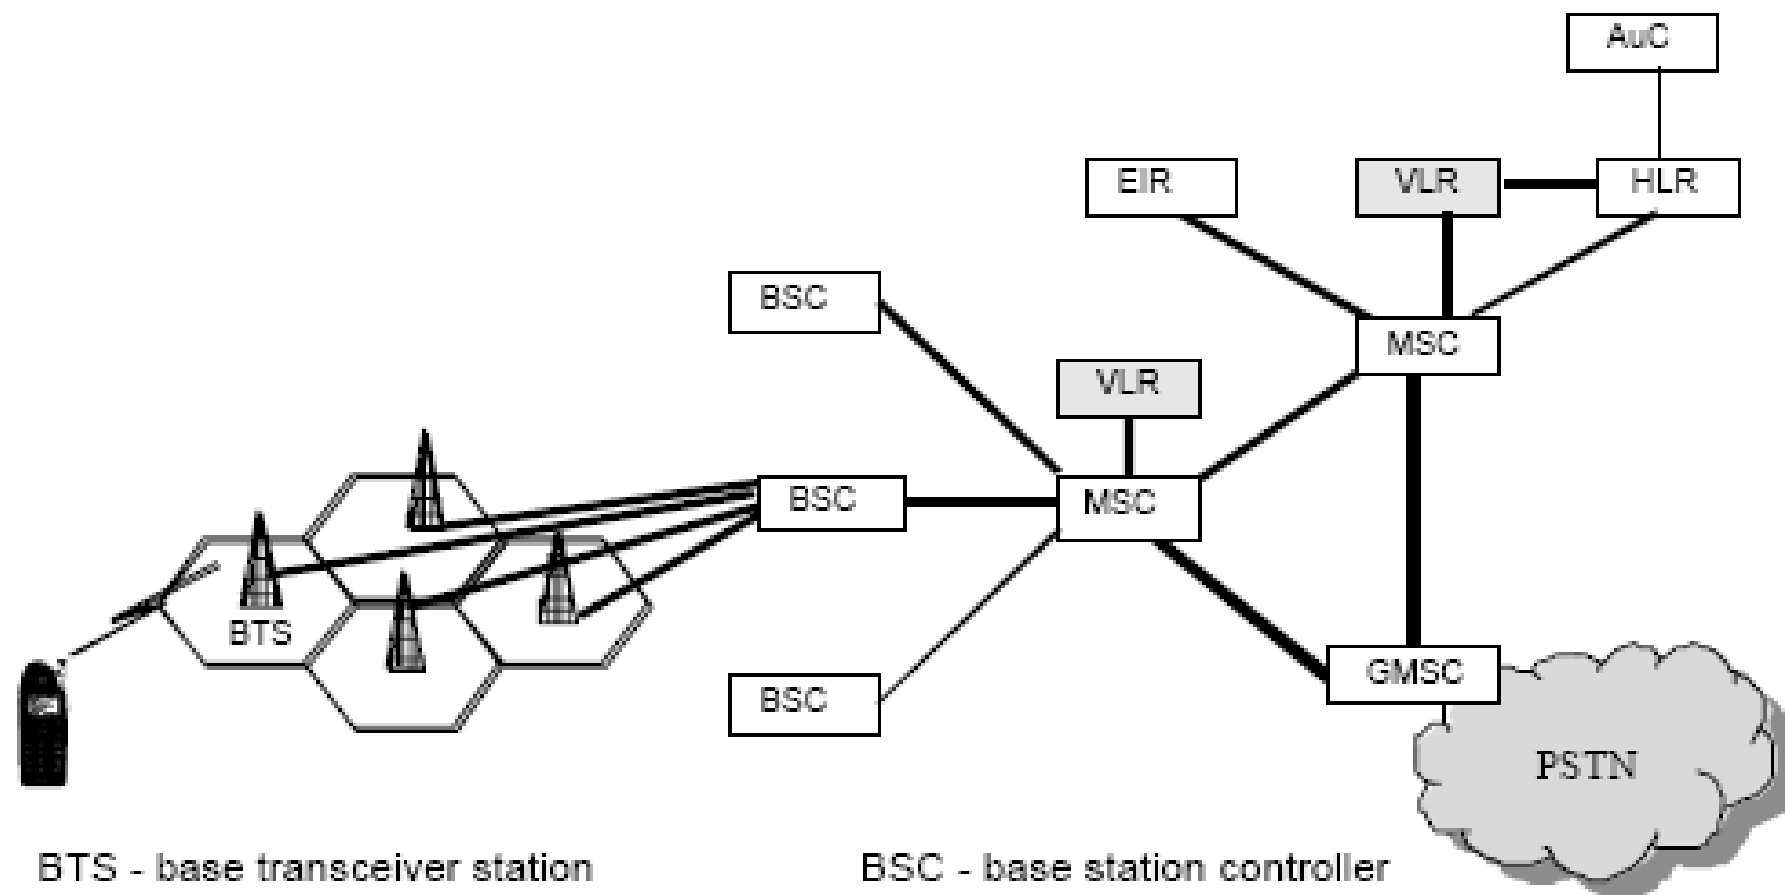 AuC
EIR
VLR
HLR
BSC
MSC
VLR
BSC
MSC
BTS
GMSC
BSC
PSTN
BTS - base transceiver station
BSC - base station controller